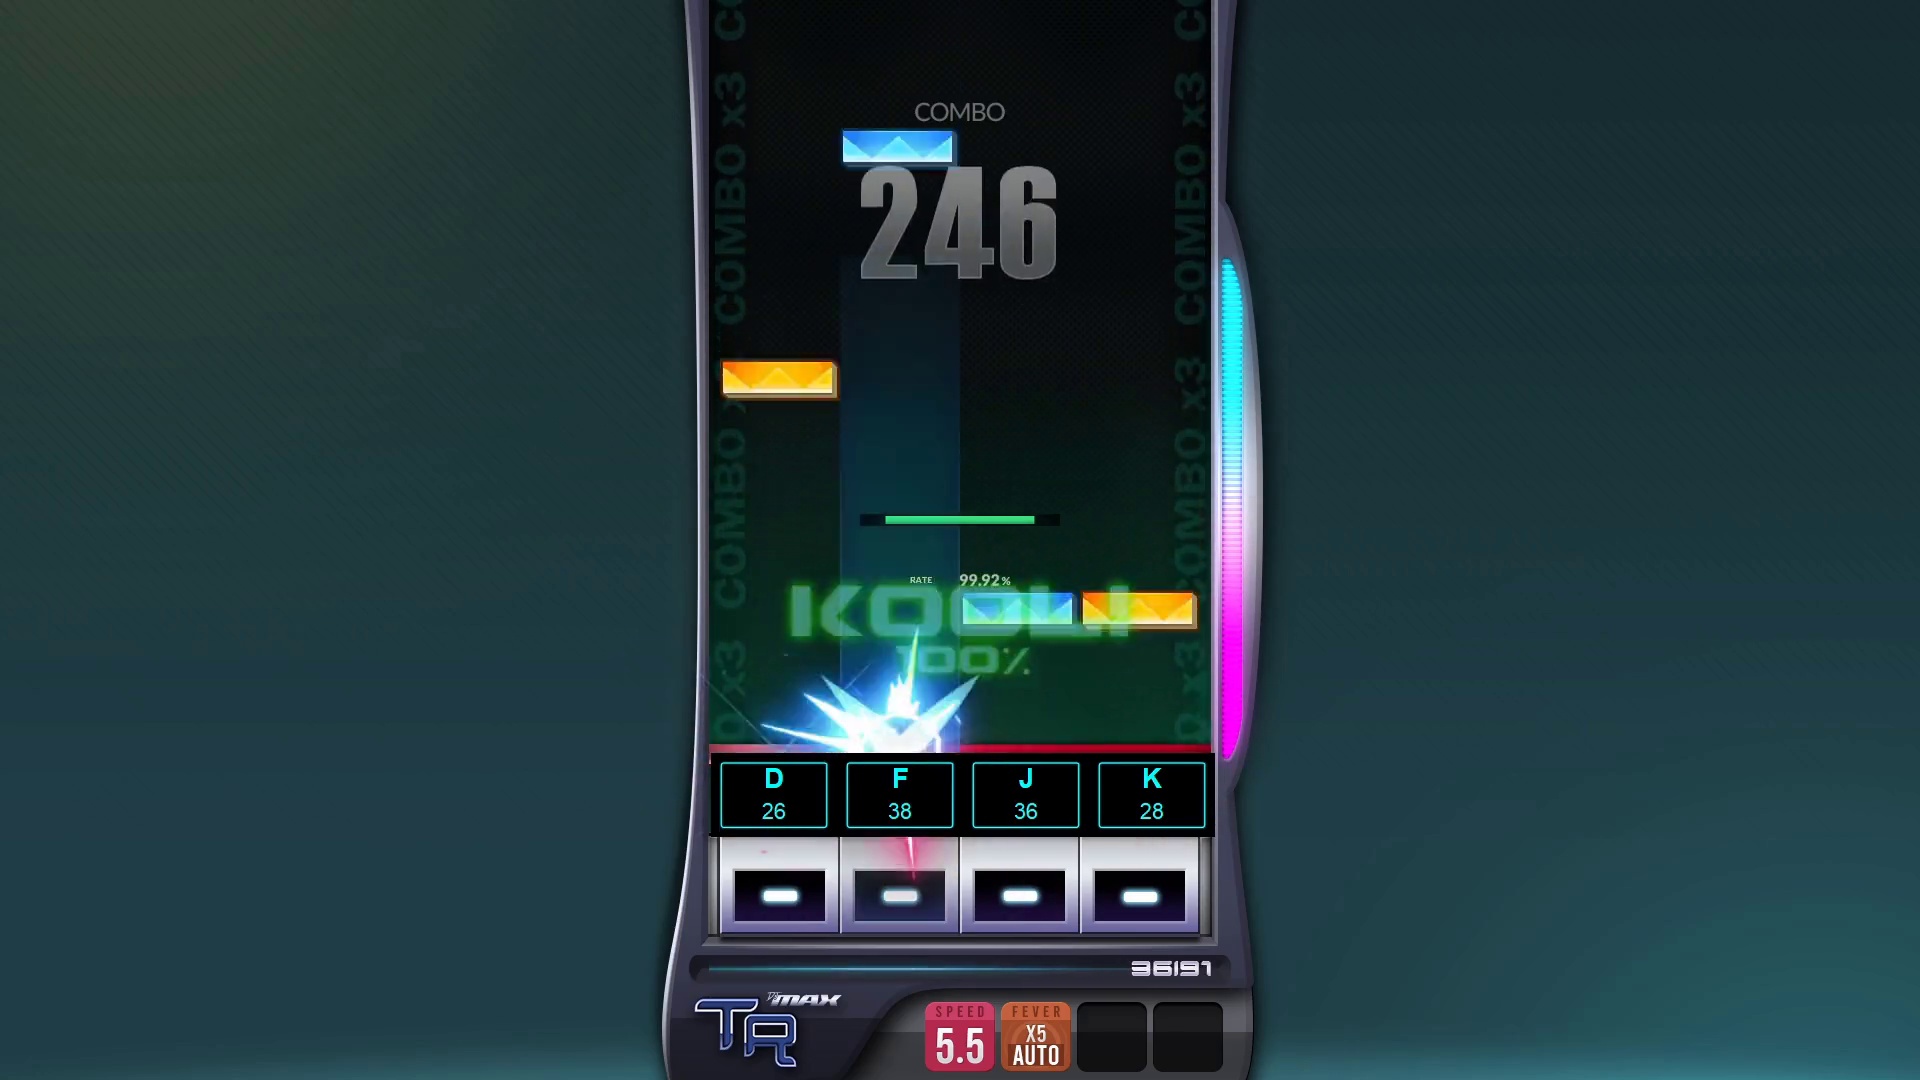 COMBO
246
COMBO x3 COMBO x3 COMBO x3
COMBO x3 COMBO x3 COMBO x3
RATE 99.92%
KOOL!
100%
D F J K
26 38 36 28
36191
MAX
TR
SPEED FEVER
5.5 X5
AUTO